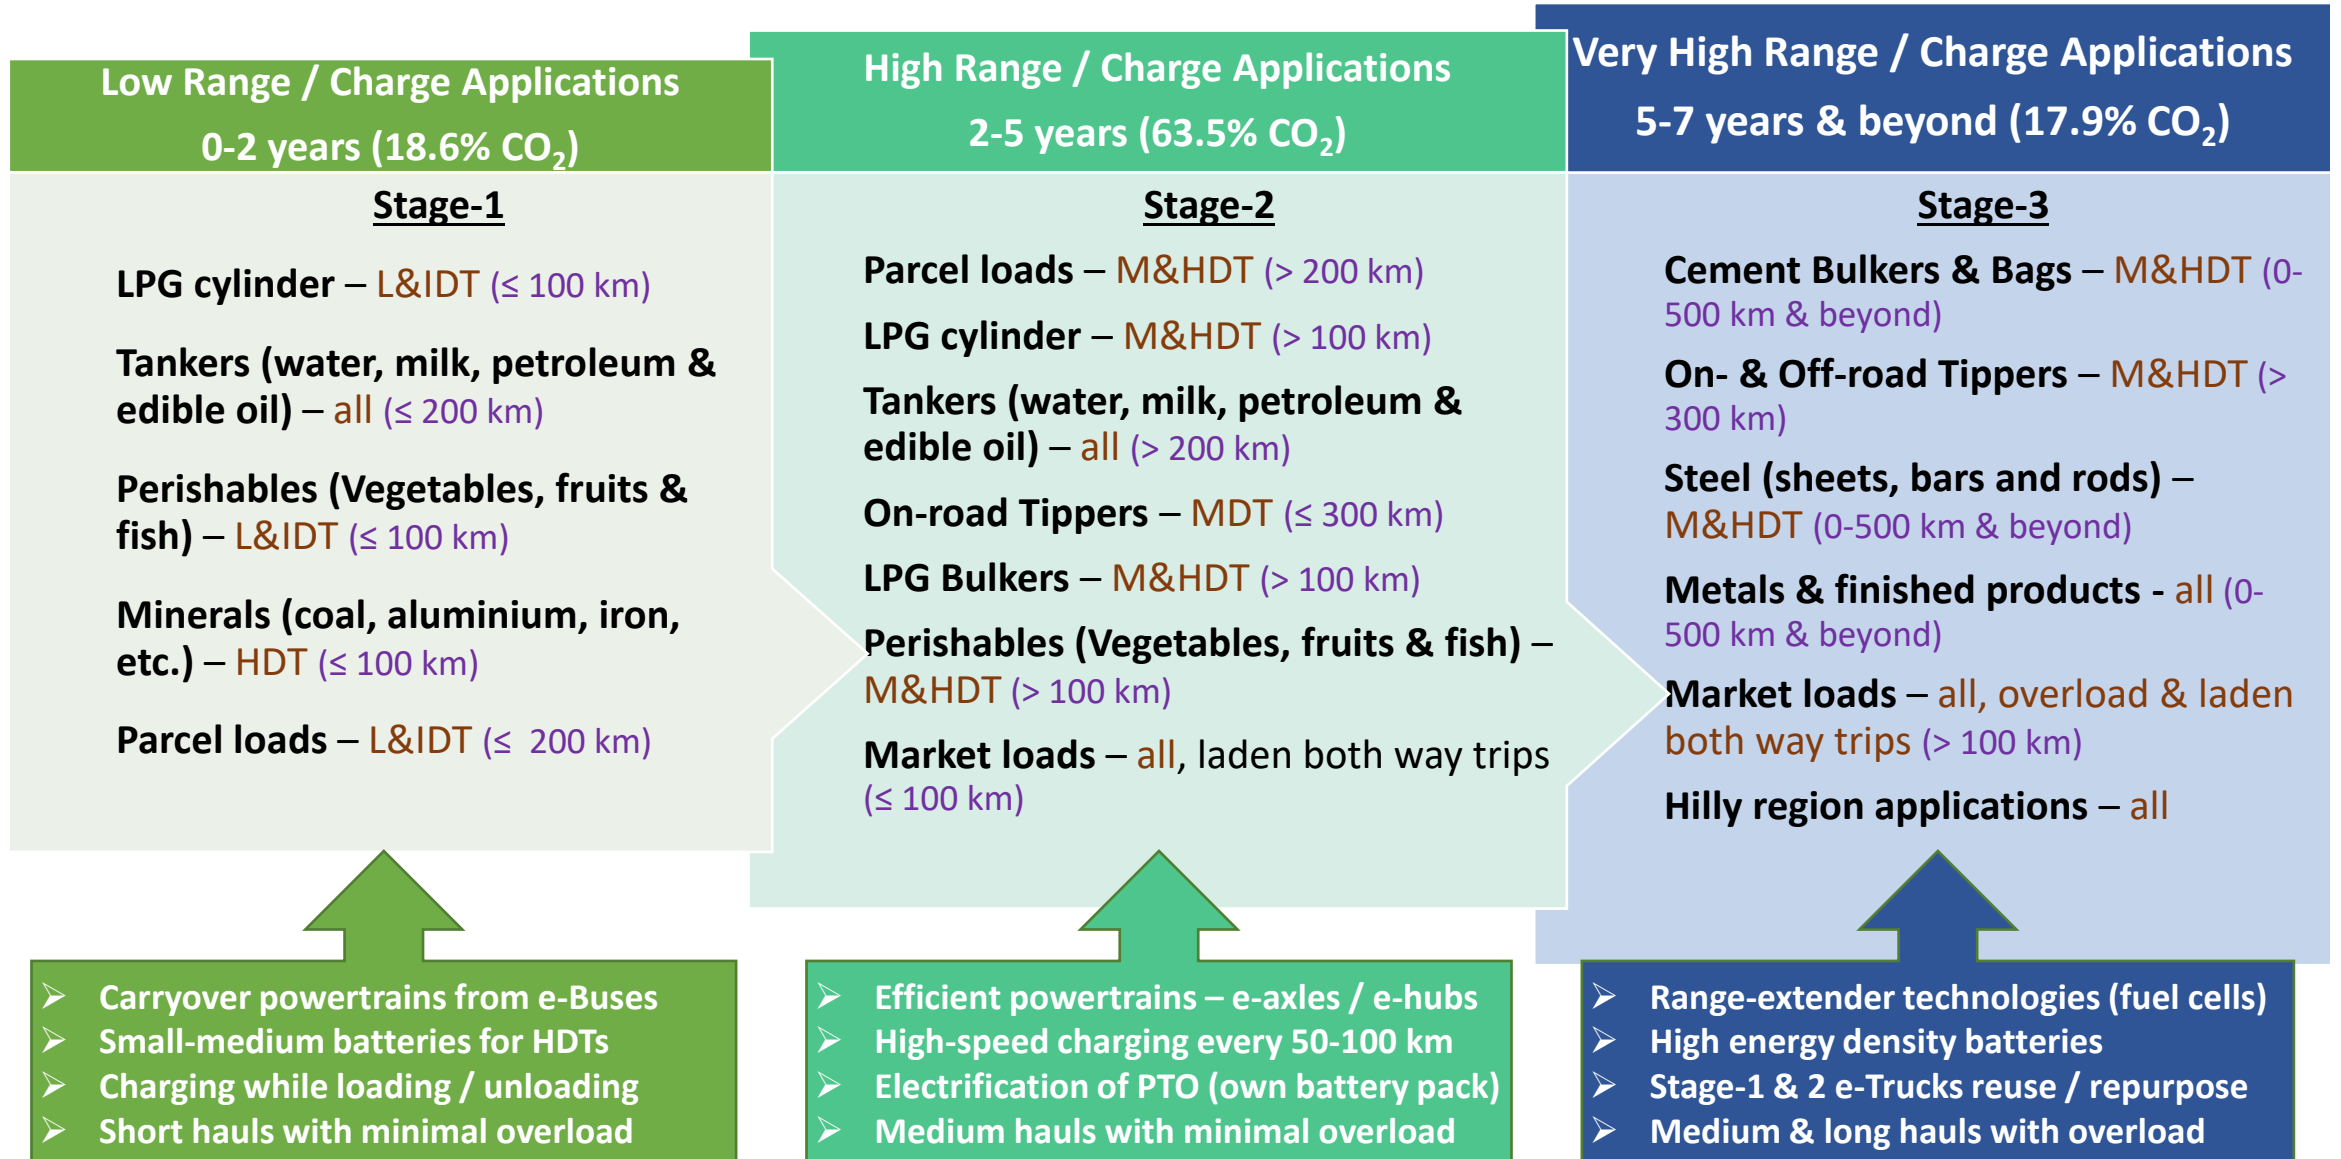 Low Range / Charge Applications
0-2 years (18.6% CO₂)
Stage-1
LPG cylinder – L&IDT (≤ 100 km)
Tankers (water, milk, petroleum &
edible oil) – all (≤ 200 km)
Perishables (Vegetables, fruits &
fish) – L&IDT (≤ 100 km)
Minerals (coal, aluminium, iron,
etc.) – HDT (≤ 100 km)
Parcel loads – L&IDT (≤ 200 km)
➢ Carryover powertrains from e-Buses
➢ Small-medium batteries for HDTs
➢ Charging while loading / unloading
➢ Short hauls with minimal overload
High Range / Charge Applications
2-5 years (63.5% CO₂)
Stage-2
Parcel loads – M&HDT (> 200 km)
LPG cylinder – M&HDT (> 100 km)
Tankers (water, milk, petroleum &
edible oil) – all (> 200 km)
On-road Tippers – MDT (≤ 300 km)
LPG Bulkers – M&HDT (> 100 km)
Perishables (Vegetables, fruits & fish) –
M&HDT (> 100 km)
Market loads – all, laden both way trips
(≤ 100 km)
➢ Efficient powertrains – e-axles / e-hubs
➢ High-speed charging every 50-100 km
➢ Electrification of PTO (own battery pack)
➢ Medium hauls with minimal overload
Very High Range / Charge Applications
5-7 years & beyond (17.9% CO₂)
Stage-3
Cement Bulkers & Bags – M&HDT (0-
500 km & beyond)
On- & Off-road Tippers – M&HDT (>
300 km)
Steel (sheets, bars and rods) –
M&HDT (0-500 km & beyond)
Metals & finished products - all (0-
500 km & beyond)
Market loads – all, overload & laden
both way trips (> 100 km)
Hilly region applications – all
➢ Range-extender technologies (fuel cells)
➢ High energy density batteries
➢ Stage-1 & 2 e-Trucks reuse / repurpose
➢ Medium & long hauls with overload